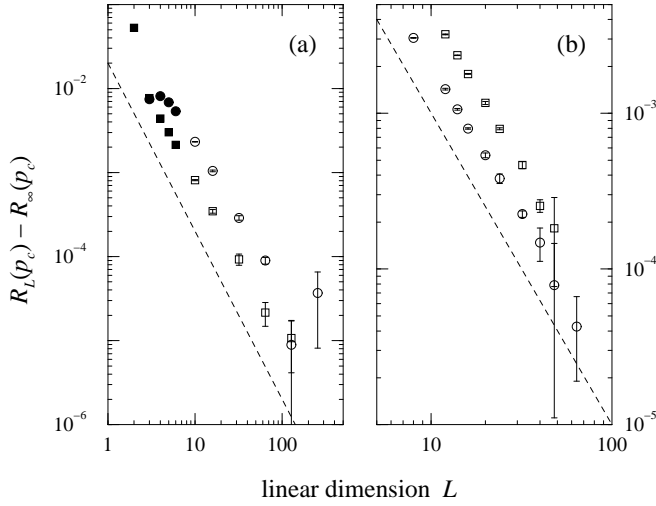 (a)
(b)
10⁻²
10⁻⁴
10⁻⁶
10⁻³
10⁻⁴
10⁻⁵
R_L(p_c) − R_∞(p_c)
1 10 100
10 100
linear dimension L